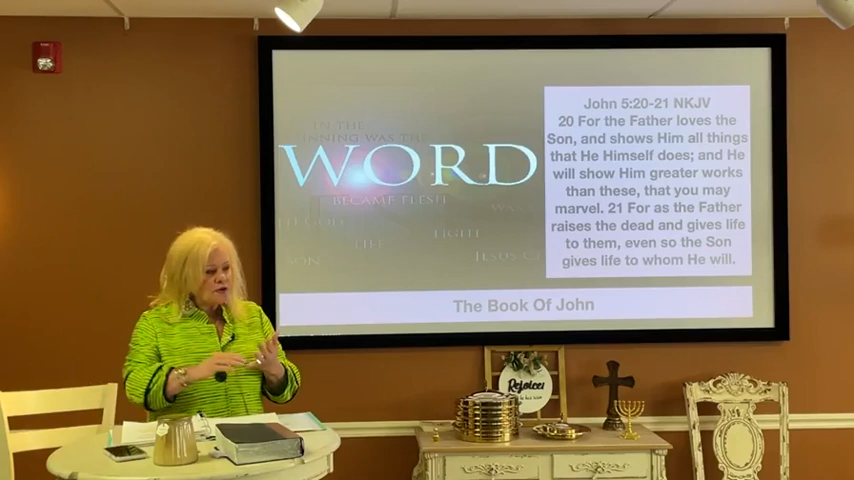 IN THE
INNING WAS THE
WORD
BECAME FLESH
LIGHT
LIFE
SON
John 5:20-21 NKJV
20 For the Father loves the
Son, and shows Him all things
that He Himself does; and He
will show Him greater works
than these, that you may
marvel. 21 For as the Father
raises the dead and gives life
to them, even so the Son
gives life to whom He will.
The Book Of John
Rejoice